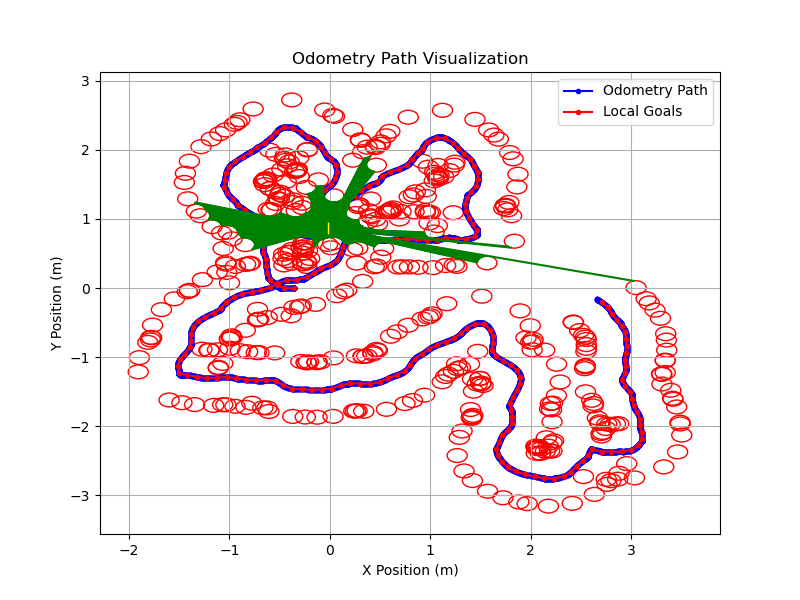 Odometry Path Visualization
Odometry Path
Local Goals
Y Position (m)
3
2
1
0
−1
−2
−3
−2
−1
0
1
2
3
X Position (m)